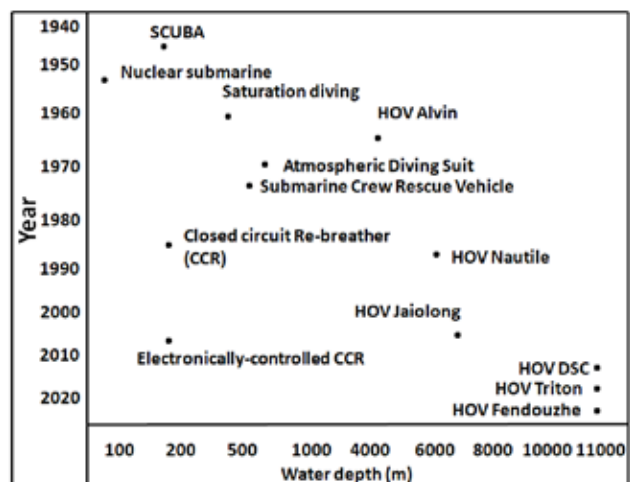 1940
SCUBA
1950
Nuclear submarine
Saturation diving
1960
HOV Alvin
1970
Atmospheric Diving Suit
Submarine Crew Rescue Vehicle
Year
1980
Closed circuit Re-breather
(CCR)
HOV Nautile
1990
2000
HOV Jaiolong
2010
Electronically-controlled CCR
HOV DSC
HOV Triton
2020
HOV Fendouzhe
100 200 500 1000 4000 6000 8000 10000 11000
Water depth (m)